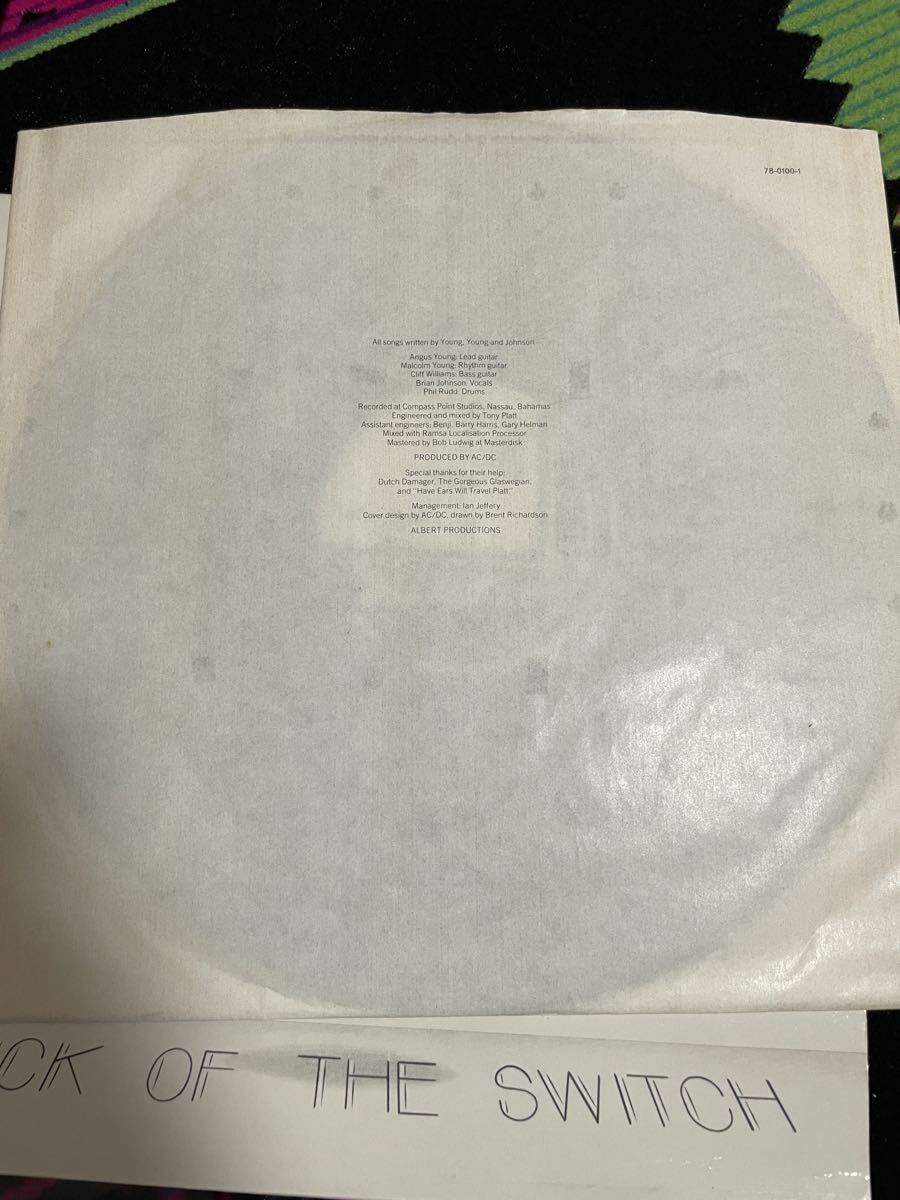 78-0100-1
All songs written by Young, Young and Johnson
Angus Young: Lead guitar
Malcolm Young: Rhythm guitar
Cliff Williams: Bass guitar
Brian Johnson: Vocals
Phil Rudd: Drums
Recorded at Compass Point Studios, Nassau, Bahamas
Engineered and mixed by Tony Platt
Assistant engineers: Benji, Barry Harris, Gary Helman
Mixed with Ramsa Localisation Processor
Mastered by Bob Ludwig at Masterdisk
PRODUCED BY AC/DC
Special thanks for their help:
Dutch Damager, The Gorgeous Glaswegian,
and "Have Ears Will Travel Platt."
Management: Ian Jeffery
Cover design by AC/DC, drawn by Brent Richardson
ALBERT PRODUCTIONS
CK OF THE SWITCH